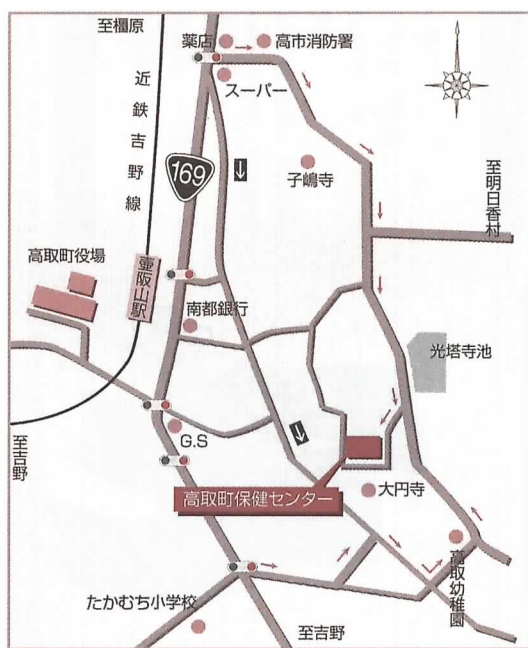 至橿原
薬店
高市消防署
スーパー
近鉄吉野線
169
子嶋寺
至明日香村
高取町役場
壺阪山駅
南都銀行
光塔寺池
G.S
至吉野
高取町保健センター
大円寺
高取幼稚園
たかむち小学校
至吉野